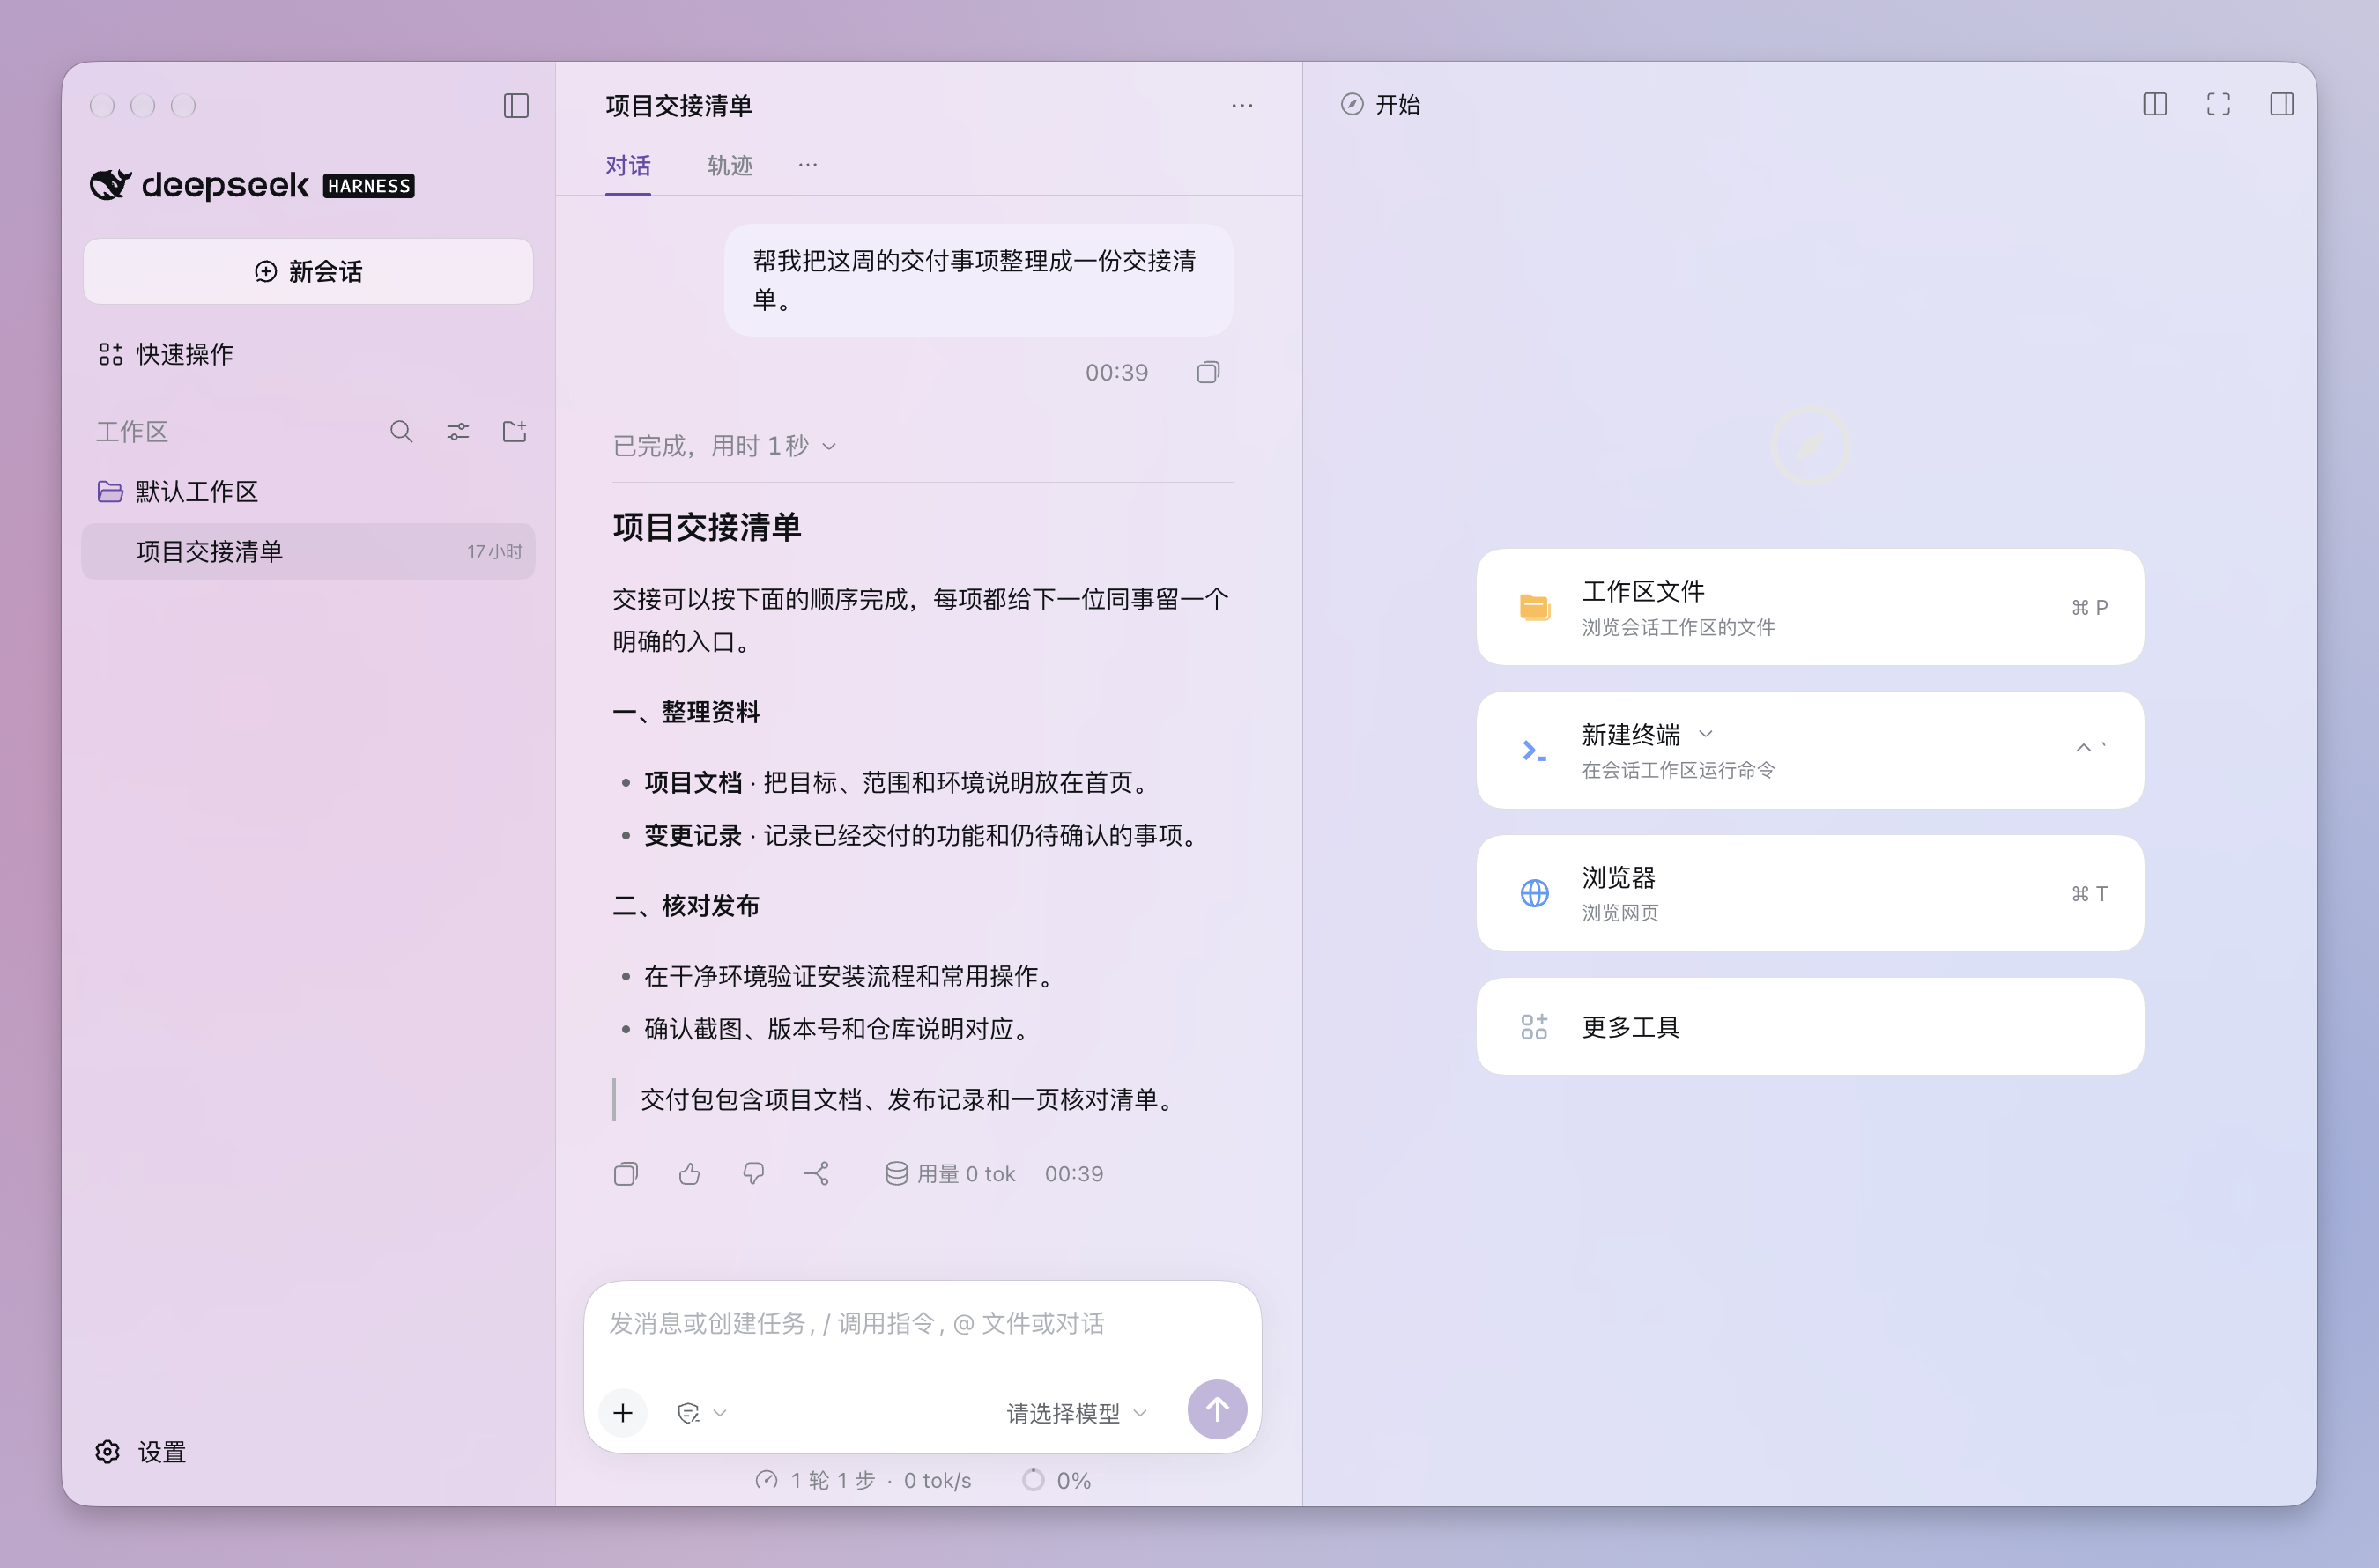 deepseek HARNESS
新会话
快速操作
工作区
默认工作区
项目交接清单 17小时
设置
项目交接清单
对话 轨迹
帮我把这周的交付事项整理成一份交接清
单。
00:39
已完成，用时 1秒
项目交接清单
交接可以按下面的顺序完成，每项都给下一位同事留一个
明确的入口。
一、整理资料
• 项目文档 · 把目标、范围和环境说明放在首页。
• 变更记录 · 记录已经交付的功能和仍待确认的事项。
二、核对发布
• 在干净环境验证安装流程和常用操作。
• 确认截图、版本号和仓库说明对应。
交付包包含项目文档、发布记录和一页核对清单。
用量 0 tok 00:39
发消息或创建任务, / 调用指令, @ 文件或对话
请选择模型
1 轮 1 步 · 0 tok/s 0%
开始
工作区文件
浏览会话工作区的文件
⌘ P
新建终端
在会话工作区运行命令
^ `
浏览器
浏览网页
⌘ T
更多工具